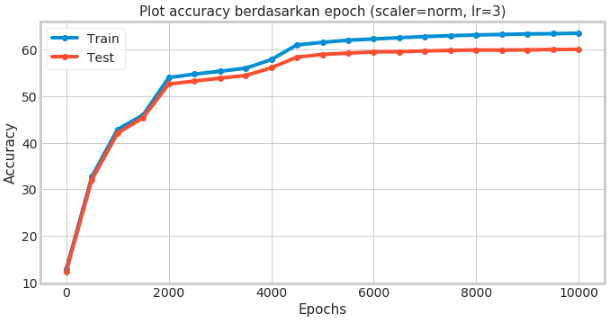 Plot accuracy berdasarkan epoch (scaler=norm, lr=3)
Train
Test
Accuracy
60
50
40
30
20
10
0 2000 4000 6000 8000 10000
Epochs